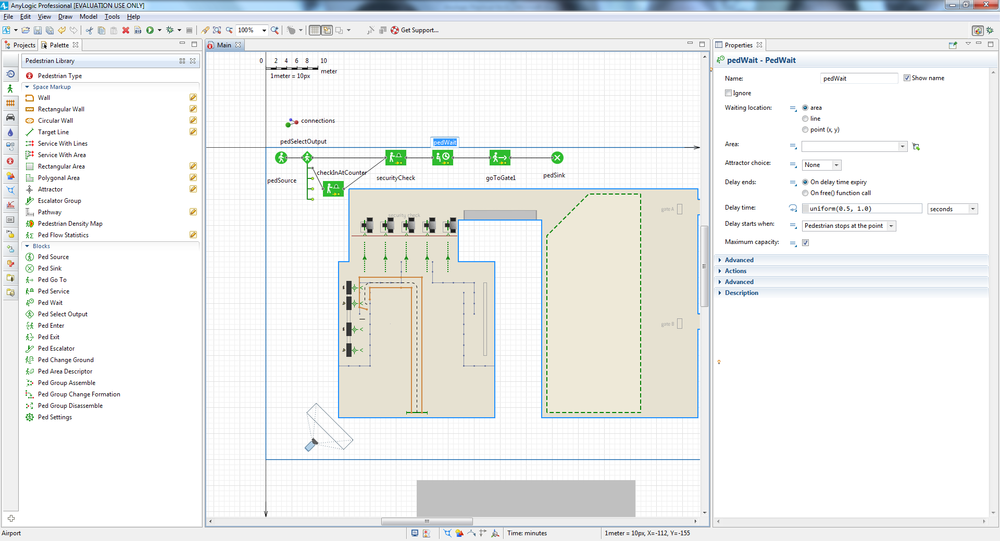 AnyLogic Professional [EVALUATION USE ONLY]
File Edit View Draw Model Tools Help
100%
Get Support...
Projects
Palette
Pedestrian Library
Pedestrian Type
Space Markup
Wall
Rectangular Wall
Circular Wall
Target Line
Service With Lines
Service With Area
Rectangular Area
Polygonal Area
Attractor
Escalator Group
Pathway
Pedestrian Density Map
Ped Flow Statistics
Blocks
Ped Source
Ped Sink
Ped Go To
Ped Service
Ped Wait
Ped Select Output
Ped Enter
Ped Exit
Ped Escalator
Ped Change Ground
Ped Area Descriptor
Ped Group Assemble
Ped Group Change Formation
Ped Group Disassemble
Ped Settings
Main
0 2 4 6 8 10
meter
1meter = 10px
connections
pedSelectOutput
pedWait
checkInAtCounter
pedSource
securityCheck
goToGate1
pedSink
security check
gate A
gate B
Properties
pedWait - PedWait
Name:
pedWait
Show name
Ignore
Waiting location:
area
line
point (x, y)
Area:
Attractor choice:
None
Delay ends:
On delay time expiry
On free() function call
Delay time:
uniform(0.5, 1.0)
seconds
Delay starts when:
Pedestrian stops at the point
Maximum capacity:
Advanced
Actions
Advanced
Description
Airport
Time: minutes
1meter = 10px, X=-112, Y=-155